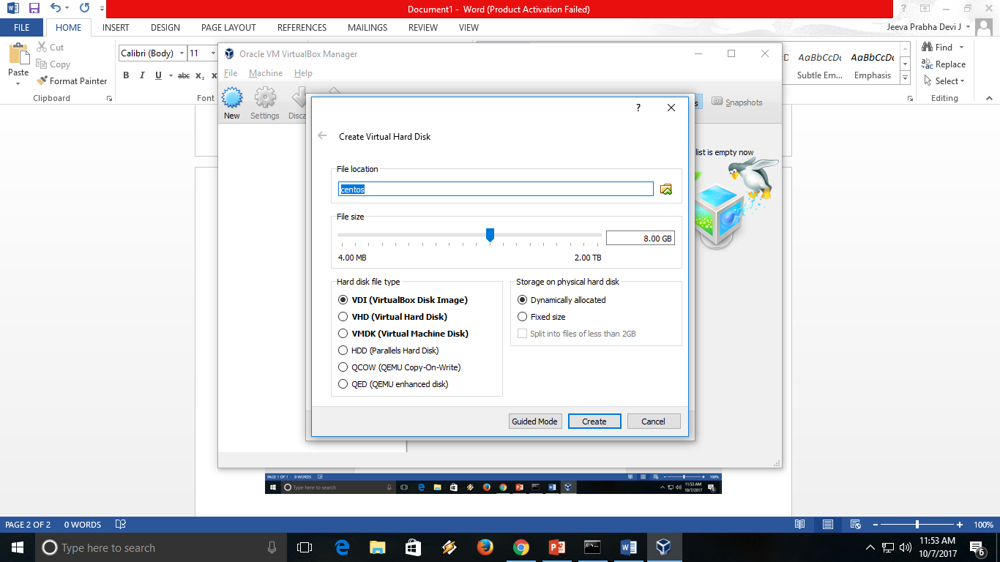 Document1 - Word (Product Activation Failed)
FILE HOME INSERT DESIGN PAGE LAYOUT REFERENCES MAILINGS REVIEW VIEW
Jeeva Prabha Devi J
Paste
Cut
Copy
Format Painter
Clipboard
Calibri (Body) 11
B I U abc x₂
Font
AaBbCcDc AaBbCcDc
Subtle Em... Emphasis
Find
Replace
Select
Editing
Oracle VM VirtualBox Manager
File Machine Help
New Settings Disca
Snapshots
list is empty now
?
Create Virtual Hard Disk
File location
centos
File size
8.00 GB
4.00 MB 2.00 TB
Hard disk file type
VDI (VirtualBox Disk Image)
VHD (Virtual Hard Disk)
VMDK (Virtual Machine Disk)
HDD (Parallels Hard Disk)
QCOW (QEMU Copy-On-Write)
QED (QEMU enhanced disk)
Storage on physical hard disk
Dynamically allocated
Fixed size
Split into files of less than 2GB
Guided Mode Create Cancel
PAGE 1 OF 1 0 WORDS 100%
Type here to search
11:53 AM
10/7/2017
PAGE 2 OF 2 0 WORDS 100%
Type here to search
11:53 AM
10/7/2017
6